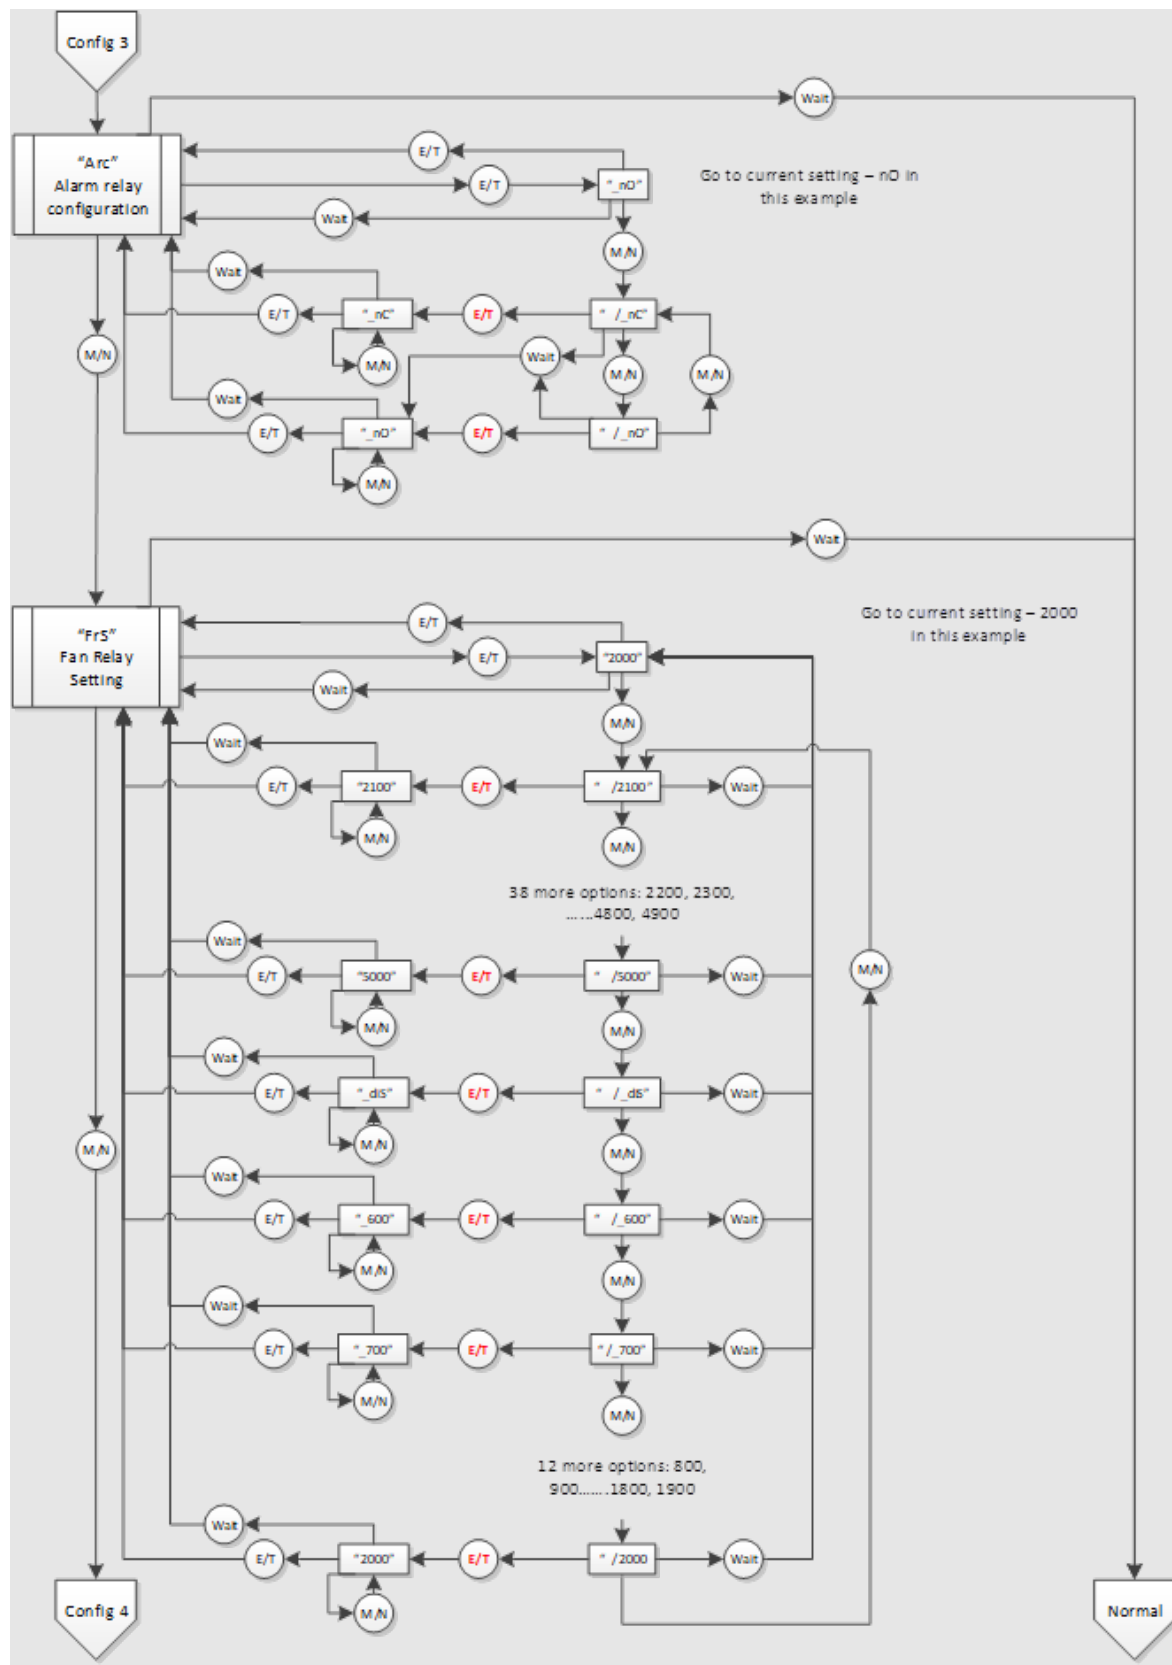 Config 3
Wait
"Arc"
Alarm relay
configuration
E/T
E/T
"_nO"
Go to current setting – nO in
this example
Wait
M/N
Wait
E/T
"_nC"
E/T
" /_nC"
M/N
Wait
M/N
M/N
M/N
Wait
E/T
"_nO"
E/T
" /_nO"
M/N
Wait
"FrS"
Fan Relay
Setting
E/T
E/T
"2000"
Go to current setting – 2000
in this example
Wait
M/N
Wait
E/T
"2100"
E/T
" /2100"
Wait
M/N
M/N
38 more options: 2200, 2300,
......4800, 4900
Wait
E/T
"5000"
E/T
" /5000"
Wait
M/N
M/N
M/N
Wait
E/T
"_diS"
E/T
" /_diS"
Wait
M/N
M/N
M/N
Wait
E/T
"_600"
E/T
" /_600"
Wait
M/N
M/N
Wait
E/T
"_700"
E/T
"/_700"
Wait
M/N
M/N
12 more options: 800,
900.......1800, 1900
Wait
E/T
"2000"
E/T
" /2000
Wait
M/N
Config 4
Normal